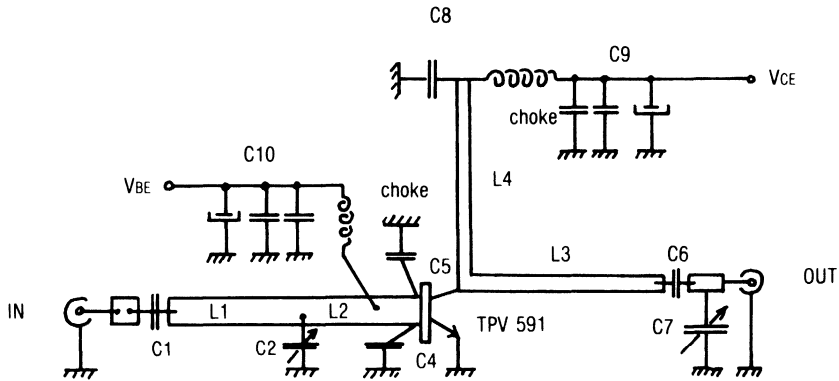 C8
C9
VCE
choke
C10
VBE
choke
L4
C5
L3
C6
OUT
IN
L1
L2
TPV 591
C7
C1
C2
C4